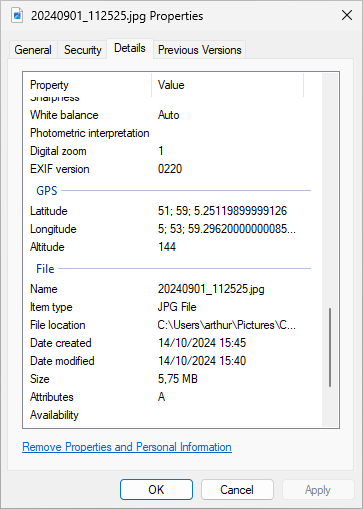 20240901_112525.jpg Properties
General Security Details Previous Versions
Property Value
Sharpness
White balance Auto
Photometric interpretation
Digital zoom 1
EXIF version 0220
GPS
Latitude 51; 59; 5.25119899999126
Longitude 5; 53; 59.29620000000085...
Altitude 144
File
Name 20240901_112525.jpg
Item type JPG File
File location C:\Users\arthur\Pictures\C...
Date created 14/10/2024 15:45
Date modified 14/10/2024 15:40
Size 5,75 MB
Attributes A
Availability
Remove Properties and Personal Information
OK Cancel Apply